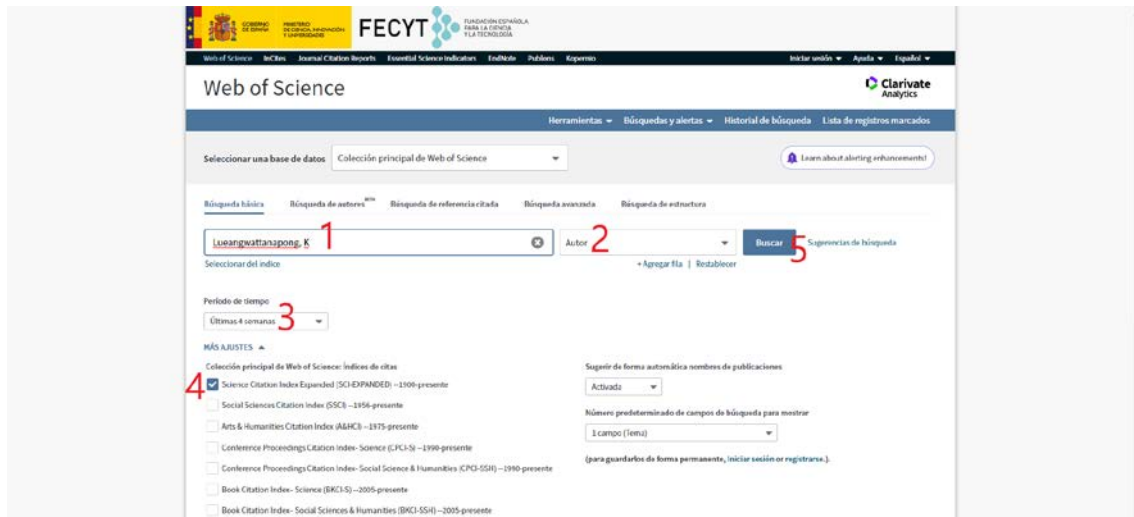 GOBIERNO DE ESPAÑA
MINISTERIO DE CIENCIA, INNOVACIÓN Y UNIVERSIDADES
FECYT
FUNDACIÓN ESPAÑOLA PARA LA CIENCIA Y LA TECNOLOGÍA
Web of Science InCites Journal Citation Reports Essential Science Indicators EndNote Publons Kopernio Iniciar sesión Ayuda Español
Web of Science
Clarivate Analytics
Herramientas Búsquedas y alertas Historial de búsqueda Lista de registros marcados
Seleccionar una base de datos Colección principal de Web of Science Learn about alerting enhancements!
Búsqueda básica Búsqueda de autores BETA Búsqueda de referencia citada Búsqueda avanzada Búsqueda de estructura
Lueangwattanapong, K 1 Autor 2 Buscar 5 Sugerencias de búsqueda
Seleccionar del índice + Agregar fila | Restablecer
Período de tiempo
Últimas 4 semanas 3
MÁS AJUSTES
Colección principal de Web of Science: Índices de citas Sugerir de forma automática nombres de publicaciones
4 Science Citation Index Expanded (SCI-EXPANDED) --1900-presente Activada
Social Sciences Citation Index (SSCI) --1956-presente
Número predeterminado de campos de búsqueda para mostrar
Arts & Humanities Citation Index (A&HCI) --1975-presente
1 campo (Tema)
Conference Proceedings Citation Index- Science (CPCI-S) --1990-presente
(para guardarlos de forma permanente, iniciar sesión or registrarse.).
Conference Proceedings Citation Index- Social Science & Humanities (CPCI-SSH) --1990-presente
Book Citation Index- Science (BKCI-S) --2005-presente
Book Citation Index- Social Sciences & Humanities (BKCI-SSH) --2005-presente